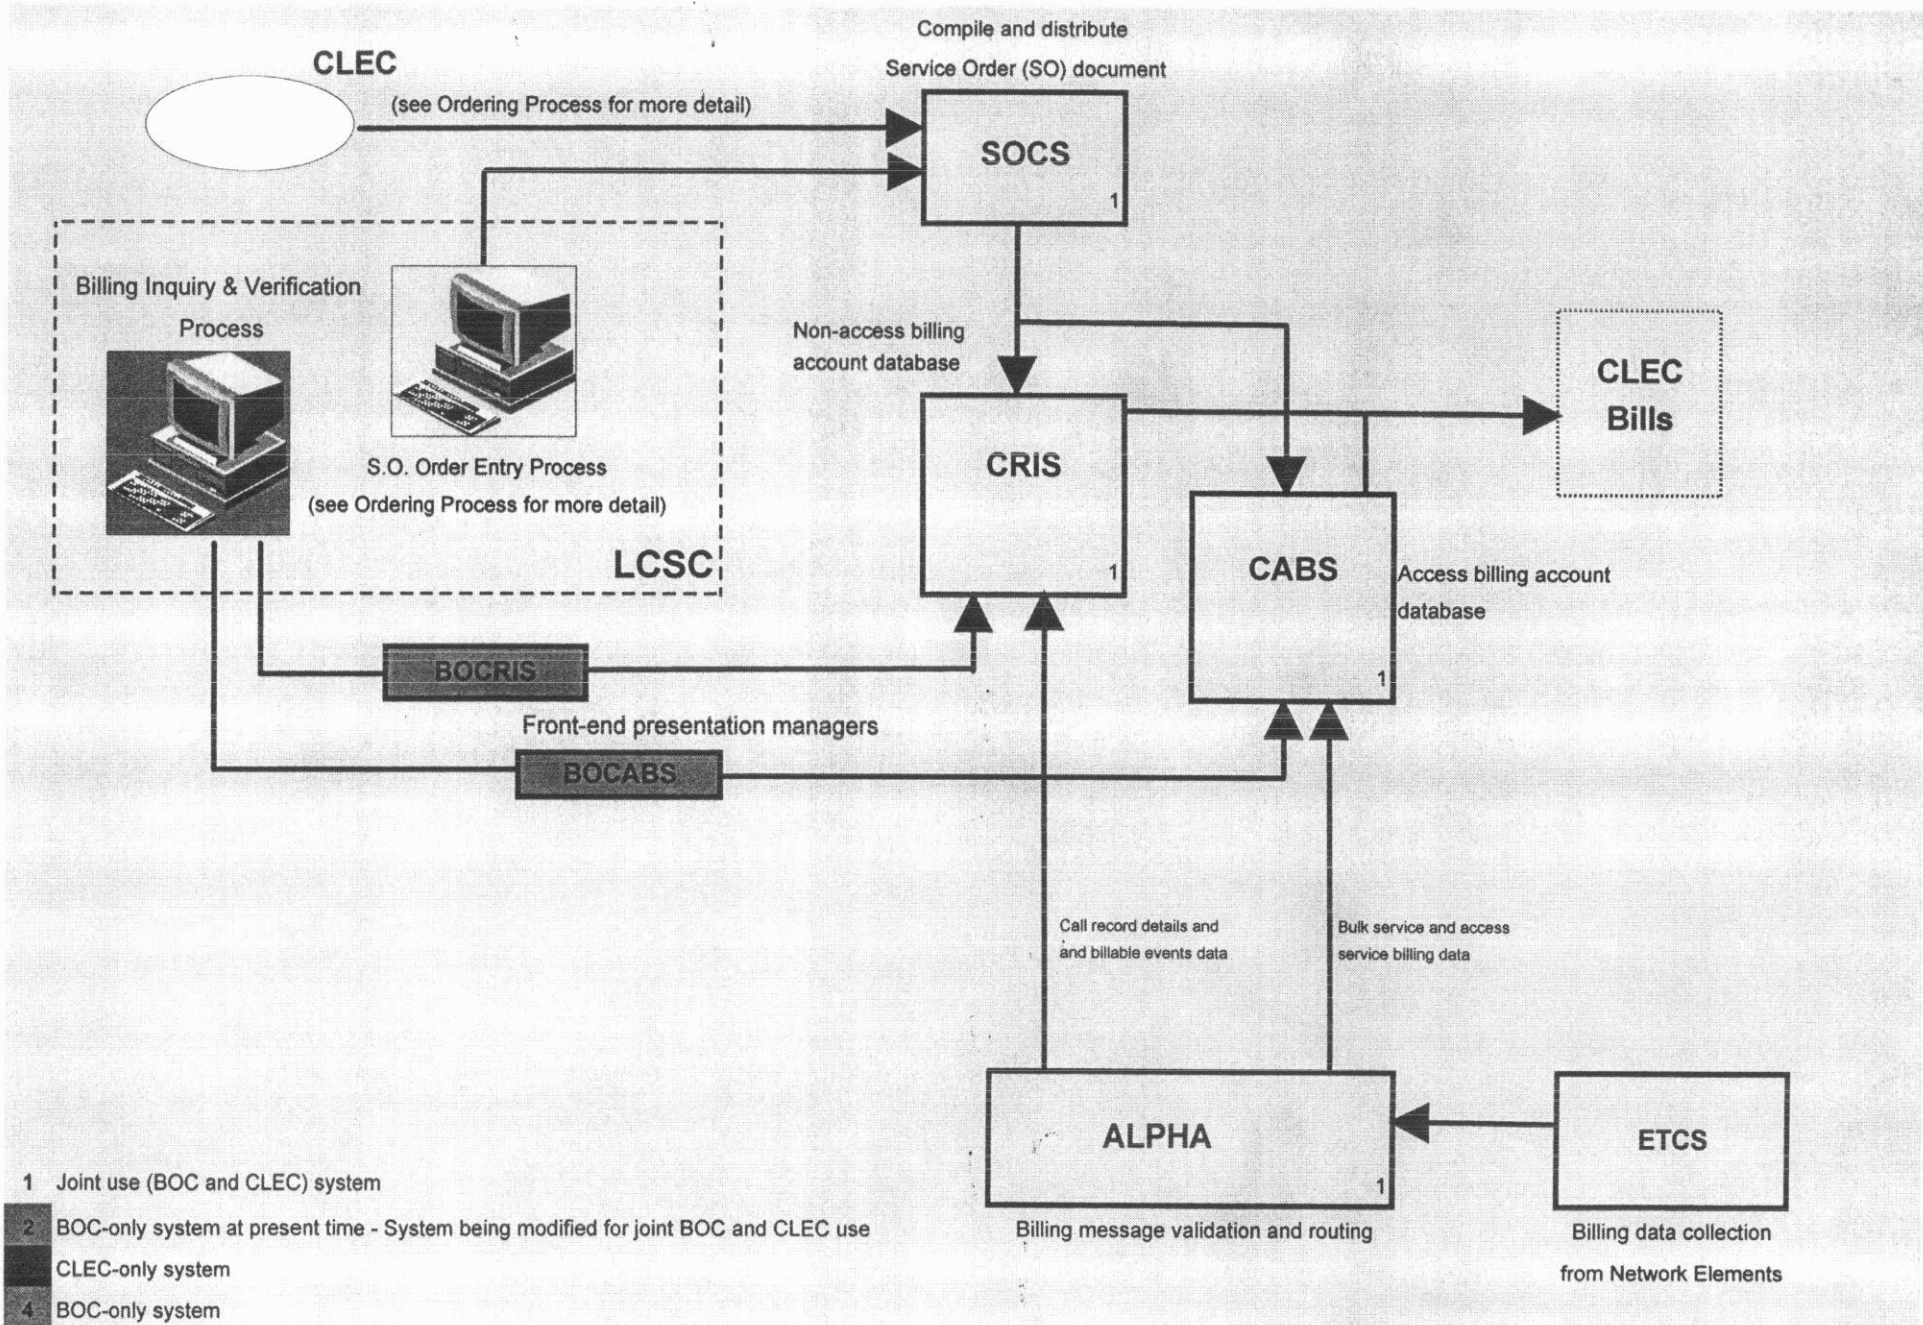 Compile and distribute
Service Order (SO) document
CLEC
(see Ordering Process for more detail)
SOCS
1
Billing Inquiry & Verification
Process
S.O. Order Entry Process
(see Ordering Process for more detail)
LCSC
Non-access billing
account database
CRIS
1
CLEC
Bills
CABS
1
Access billing account
database
BOCRIS
Front-end presentation managers
BOCABS
Call record details and
and billable events data
Bulk service and access
service billing data
ALPHA
1
Billing message validation and routing
ETCS
Billing data collection
from Network Elements
1 Joint use (BOC and CLEC) system
2 BOC-only system at present time - System being modified for joint BOC and CLEC use
CLEC-only system
4 BOC-only system